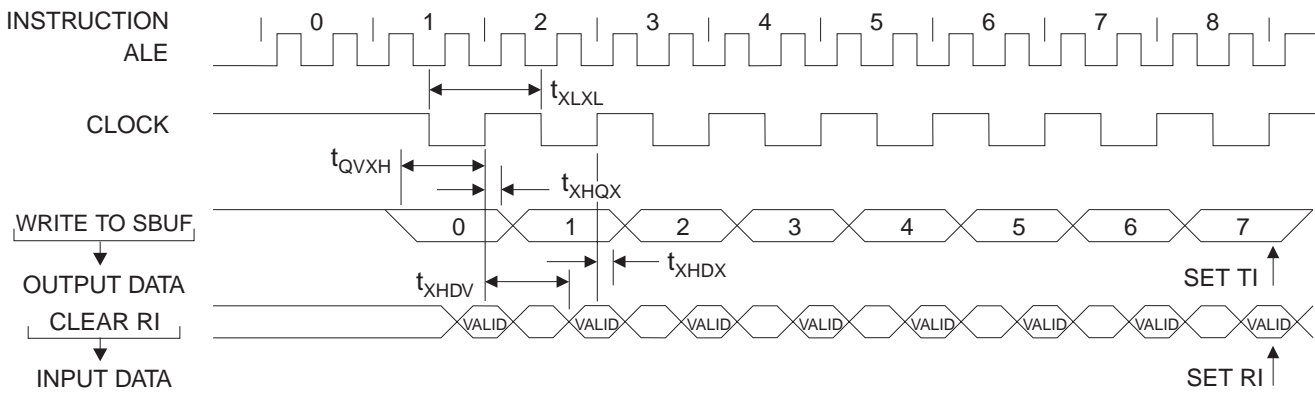 INSTRUCTION 0 1 2 3 4 5 6 7 8
ALE
tXLXL
CLOCK
tQVXH
tXHQX
WRITE TO SBUF 0 1 2 3 4 5 6 7
tXHDX
tXHDV
OUTPUT DATA SET TI
CLEAR RI VALID VALID VALID VALID VALID VALID VALID VALID
INPUT DATA SET RI